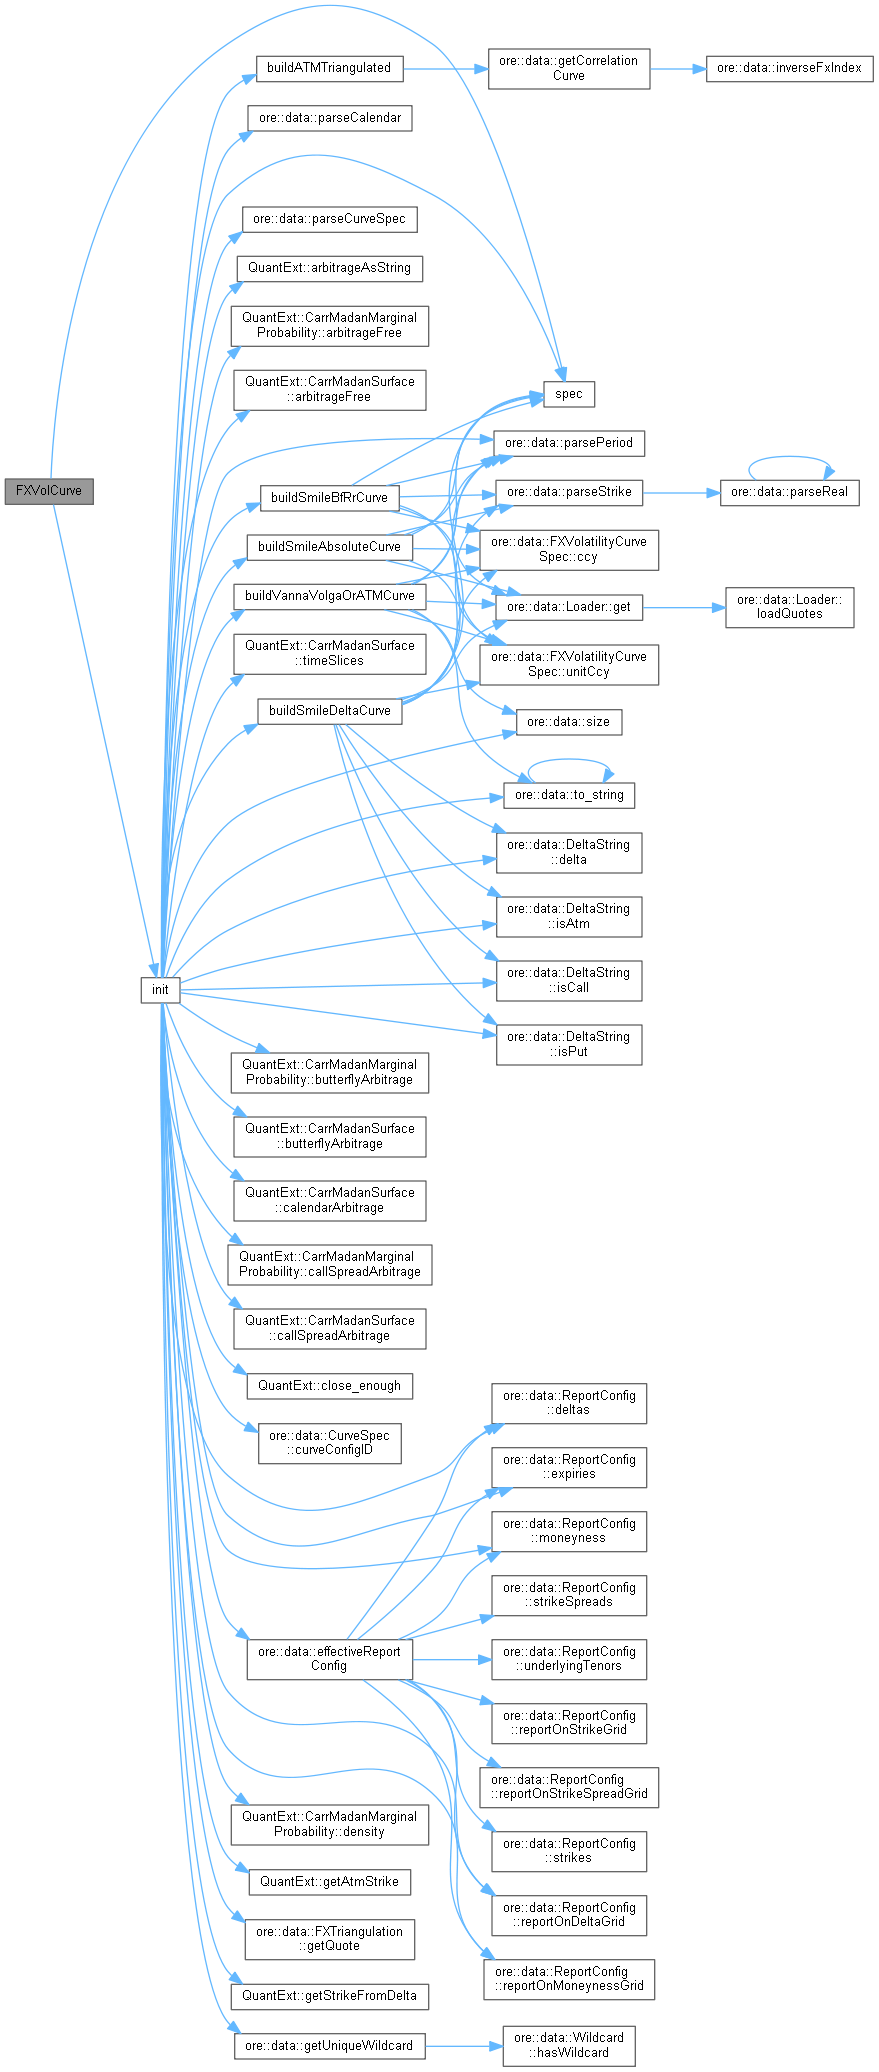 buildATMTriangulated
ore::data::getCorrelation
Curve
ore::data::inverseFxIndex
ore::data::parseCalendar
ore::data::parseCurveSpec
QuantExt::arbitrageAsString
QuantExt::CarrMadanMarginal
Probability::arbitrageFree
QuantExt::CarrMadanSurface
::arbitrageFree
spec
ore::data::parsePeriod
FXVolCurve
buildSmileBfRrCurve
ore::data::parseStrike
ore::data::parseReal
buildSmileAbsoluteCurve
ore::data::FXVolatilityCurve
Spec::ccy
buildVannaVolgaOrATMCurve
ore::data::Loader::get
ore::data::Loader::
loadQuotes
QuantExt::CarrMadanSurface
::timeSlices
ore::data::FXVolatilityCurve
Spec::unitCcy
buildSmileDeltaCurve
ore::data::size
ore::data::to_string
ore::data::DeltaString
::delta
ore::data::DeltaString
::isAtm
ore::data::DeltaString
::isCall
init
ore::data::DeltaString
::isPut
QuantExt::CarrMadanMarginal
Probability::butterflyArbitrage
QuantExt::CarrMadanSurface
::butterflyArbitrage
QuantExt::CarrMadanSurface
::calendarArbitrage
QuantExt::CarrMadanMarginal
Probability::callSpreadArbitrage
QuantExt::CarrMadanSurface
::callSpreadArbitrage
QuantExt::close_enough
ore::data::CurveSpec
::curveConfigID
ore::data::ReportConfig
::deltas
ore::data::ReportConfig
::expiries
ore::data::ReportConfig
::moneyness
ore::data::ReportConfig
::strikeSpreads
ore::data::effectiveReport
Config
ore::data::ReportConfig
::underlyingTenors
ore::data::ReportConfig
::reportOnStrikeGrid
ore::data::ReportConfig
::reportOnStrikeSpreadGrid
QuantExt::CarrMadanMarginal
Probability::density
ore::data::ReportConfig
::strikes
QuantExt::getAtmStrike
ore::data::ReportConfig
::reportOnDeltaGrid
ore::data::FXTriangulation
::getQuote
ore::data::ReportConfig
::reportOnMoneynessGrid
QuantExt::getStrikeFromDelta
ore::data::getUniqueWildcard
ore::data::Wildcard
::hasWildcard